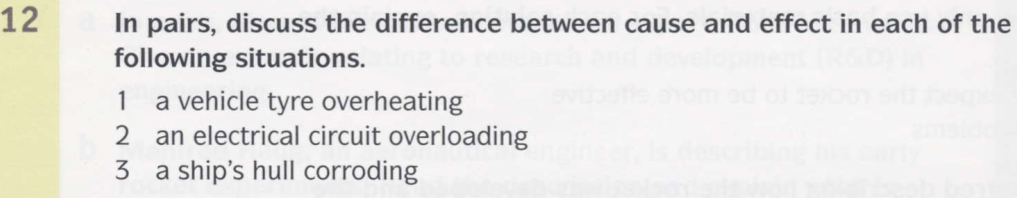 12 In pairs, discuss the difference between cause and effect in each of the
following situations.
1 a vehicle tyre overheating
2 an electrical circuit overloading
3 a ship's hull corroding